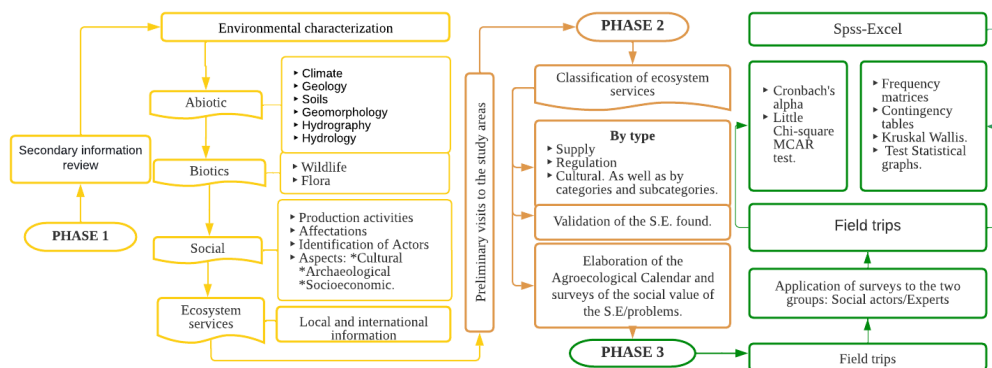 Environmental characterization
Abiotic
‣ Climate
‣ Geology
‣ Soils
‣ Geomorphology
‣ Hydrography
‣ Hydrology
Secondary information
review
Biotics
‣ Wildlife
‣ Flora
PHASE 1
Social
‣ Production activities
‣ Affectations
‣ Identification of Actors
‣ Aspects: *Cultural
*Archaeological
*Socioeconomic.
Ecosystem
services
Local and international
information
Preliminary visits to the study areas
PHASE 2
Classification of ecosystem
services
By type
‣ Supply
‣ Regulation
‣ Cultural. As well as by
categories and subcategories.
Validation of the S.E. found.
Elaboration of the
Agroecological Calendar and
surveys of the social value of
the S.E/problems.
PHASE 3
Spss-Excel
‣ Cronbach's
alpha
‣ Little
Chi-square
MCAR
test.
‣ Frequency
matrices
‣ Contingency
tables
‣ Kruskal Wallis.
‣ Test Statistical
graphs.
Field trips
Application of surveys to the two
groups: Social actors/Experts
Field trips